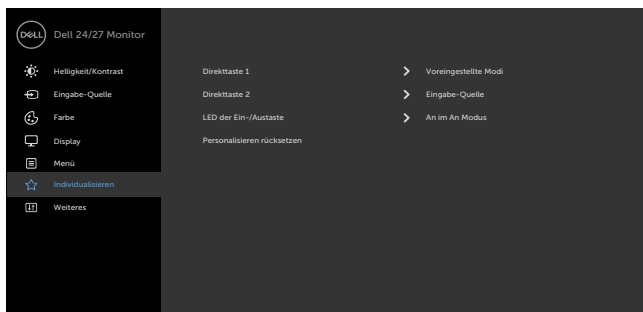 DELL Dell 24/27 Monitor
Helligkeit/Kontrast Direkttaste 1 Voreingestellte Modi
Eingabe-Quelle Direkttaste 2 Eingabe-Quelle
Farbe LED der Ein-/Austaste An im An Modus
Display Personalisieren rücksetzen
Menü
Individualisieren
Weiteres